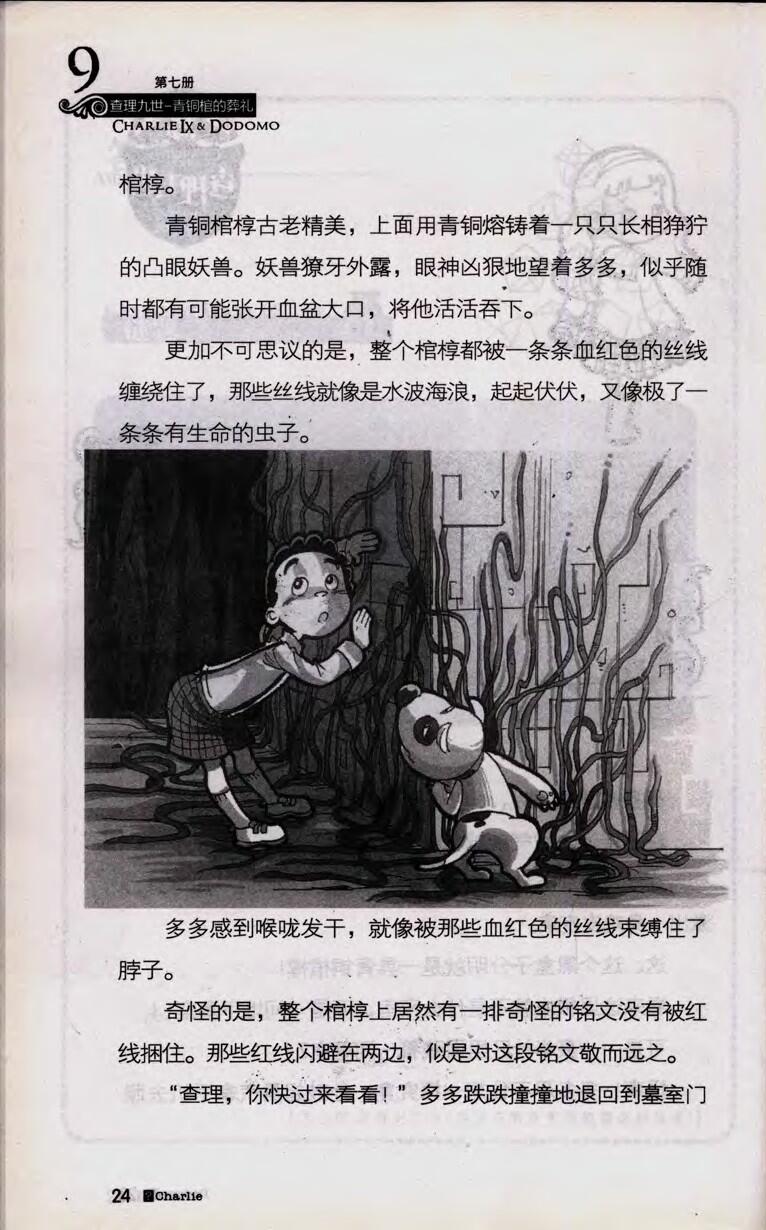 9
第七册
查理九世-青铜棺的葬礼
CHARLIE IX & DODOMO
棺椁。
青铜棺椁古老精美，上面用青铜熔铸着一只只长相狰狞
的凸眼妖兽。妖兽獠牙外露，眼神凶狠地望着多多，似乎随
时都有可能张开血盆大口，将他活活吞下。
更加不可思议的是，整个棺椁都被一条条血红色的丝线
缠绕住了，那些丝线就像是水波海浪，起起伏伏，又像极了一
条条有生命的虫子。
多多感到喉咙发干，就像被那些血红色的丝线束缚住了
脖子。
奇怪的是，整个棺椁上居然有一排奇怪的铭文没有被红
线捆住。那些红线闪避在两边，似是对这段铭文敬而远之。
“查理，你快过来看看！”多多跌跌撞撞地退回到墓室门
24 Charlie